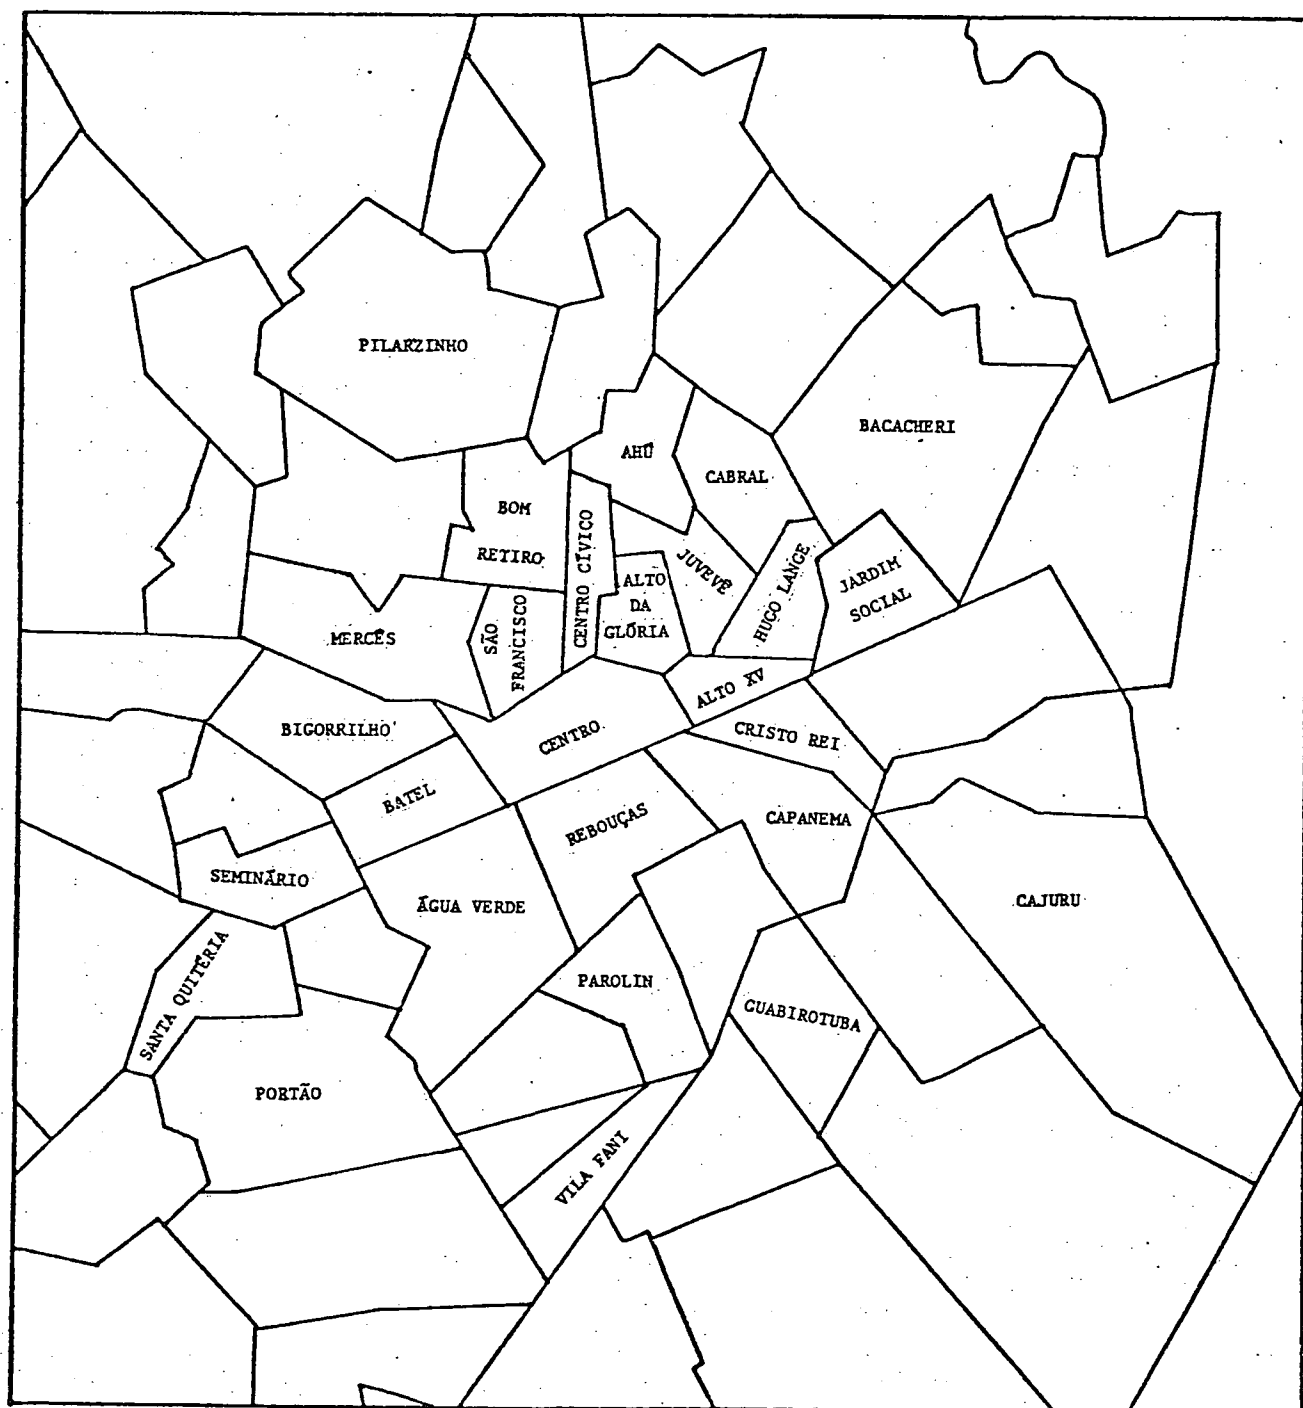 PILARZINHO
BACACHERI
AHÚ
CABRAL
BOM
RETIRO
CENTRO CÍVICO
JUVEVÊ
HUGO LANGE
JARDIM
SOCIAL
ALTO
DA
GLÓRIA
MERCÊS
SÃO
FRANCISCO
ALTO XV
BIGORRILHO
CENTRO
CRISTO REI
BATEL
REBOUÇAS
CAPANEMA
SEMINÁRIO
ÁGUA VERDE
CAJURU
SANTA QUITÉRIA
PAROLIN
GUABIROTUBA
PORTÃO
VILA FANI